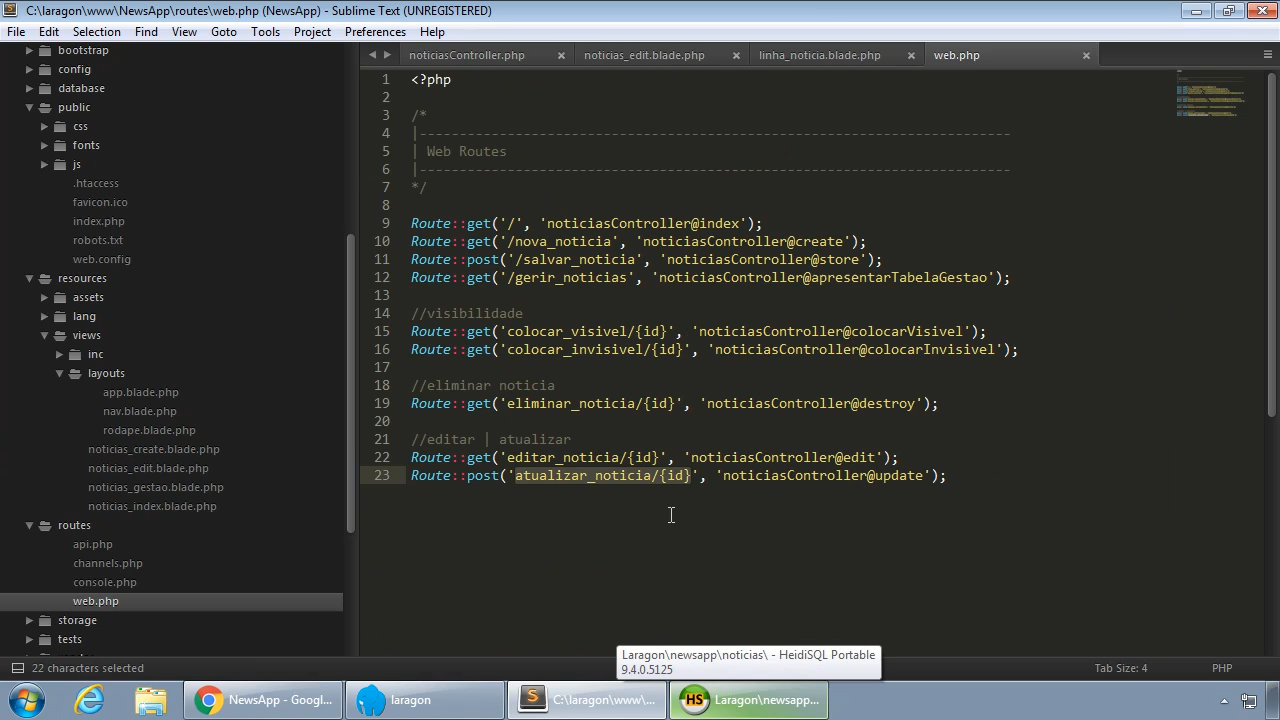 C:\laragon\www\NewsApp\routes\web.php (NewsApp) - Sublime Text (UNREGISTERED)
File Edit Selection Find View Goto Tools Project Preferences Help
bootstrap
config
database
public
css
fonts
js
.htaccess
favicon.ico
index.php
robots.txt
web.config
resources
assets
lang
views
inc
layouts
app.blade.php
nav.blade.php
rodape.blade.php
noticias_create.blade.php
noticias_edit.blade.php
noticias_gestao.blade.php
noticias_index.blade.php
routes
api.php
channels.php
console.php
web.php
storage
tests
noticiasController.php noticias_edit.blade.php linha_noticia.blade.php web.php
1 <?php
2
3 /*
4 |--------------------------------------------------------------------------
5 | Web Routes
6 |--------------------------------------------------------------------------
7 */
8
9 Route::get('/', 'noticiasController@index');
10 Route::get('/nova_noticia', 'noticiasController@create');
11 Route::post('/salvar_noticia', 'noticiasController@store');
12 Route::get('/gerir_noticias', 'noticiasController@apresentarTabelaGestao');
13
14 //visibilidade
15 Route::get('colocar_visivel/{id}', 'noticiasController@colocarVisivel');
16 Route::get('colocar_invisivel/{id}', 'noticiasController@colocarInvisivel');
17
18 //eliminar noticia
19 Route::get('eliminar_noticia/{id}', 'noticiasController@destroy');
20
21 //editar | atualizar
22 Route::get('editar_noticia/{id}', 'noticiasController@edit');
23 Route::post('atualizar_noticia/{id}', 'noticiasController@update');
Laragon\newsapp\noticias\ - HeidiSQL Portable
9.4.0.5125
22 characters selected Tab Size: 4 PHP
NewsApp - Googl... laragon C:\laragon\www\... HS Laragon\newsapp...